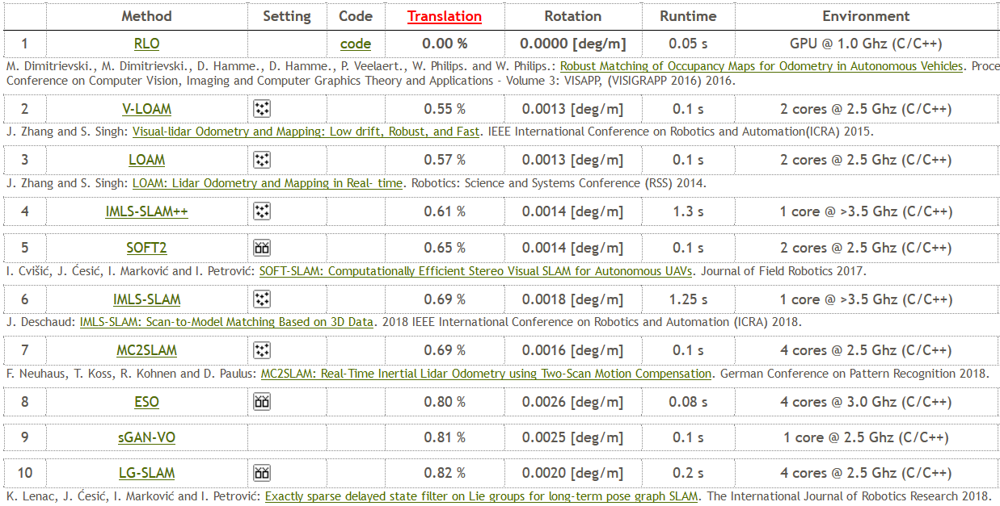 Method Setting Code Translation Rotation Runtime Environment
1 RLO code 0.00 % 0.0000 [deg/m] 0.05 s GPU @ 1.0 Ghz (C/C++)
M. Dimitrievski., M. Dimitrievski., D. Hamme., D. Hamme., P. Veelaert., W. Philips. and W. Philips.: Robust Matching of Occupancy Maps for Odometry in Autonomous Vehicles. Proce
Conference on Computer Vision, Imaging and Computer Graphics Theory and Applications - Volume 3: VISAPP, (VISIGRAPP 2016) 2016.
2 V-LOAM 0.55 % 0.0013 [deg/m] 0.1 s 2 cores @ 2.5 Ghz (C/C++)
J. Zhang and S. Singh: Visual-lidar Odometry and Mapping: Low drift, Robust, and Fast. IEEE International Conference on Robotics and Automation(ICRA) 2015.
3 LOAM 0.57 % 0.0013 [deg/m] 0.1 s 2 cores @ 2.5 Ghz (C/C++)
J. Zhang and S. Singh: LOAM: Lidar Odometry and Mapping in Real- time. Robotics: Science and Systems Conference (RSS) 2014.
4 IMLS-SLAM++ 0.61 % 0.0014 [deg/m] 1.3 s 1 core @ >3.5 Ghz (C/C++)
5 SOFT2 0.65 % 0.0014 [deg/m] 0.1 s 2 cores @ 2.5 Ghz (C/C++)
I. Cvišić, J. Ćesić, I. Marković and I. Petrović: SOFT-SLAM: Computationally Efficient Stereo Visual SLAM for Autonomous UAVs. Journal of Field Robotics 2017.
6 IMLS-SLAM 0.69 % 0.0018 [deg/m] 1.25 s 1 core @ >3.5 Ghz (C/C++)
J. Deschaud: IMLS-SLAM: Scan-to-Model Matching Based on 3D Data. 2018 IEEE International Conference on Robotics and Automation (ICRA) 2018.
7 MC2SLAM 0.69 % 0.0016 [deg/m] 0.1 s 4 cores @ 2.5 Ghz (C/C++)
F. Neuhaus, T. Koss, R. Kohnen and D. Paulus: MC2SLAM: Real-Time Inertial Lidar Odometry using Two-Scan Motion Compensation. German Conference on Pattern Recognition 2018.
8 ESO 0.80 % 0.0026 [deg/m] 0.08 s 4 cores @ 3.0 Ghz (C/C++)
9 sGAN-VO 0.81 % 0.0025 [deg/m] 0.1 s 1 core @ 2.5 Ghz (C/C++)
10 LG-SLAM 0.82 % 0.0020 [deg/m] 0.2 s 4 cores @ 2.5 Ghz (C/C++)
K. Lenac, J. Ćesić, I. Marković and I. Petrović: Exactly sparse delayed state filter on Lie groups for long-term pose graph SLAM. The International Journal of Robotics Research 2018.